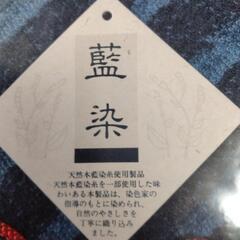 藍
染
天然本藍染糸使用製品
天然本藍染糸を一部使用した味
わいある本製品は、染色家の
指導のもとに染められ、
自然のやさしさを
丁寧に織り込み
ました。